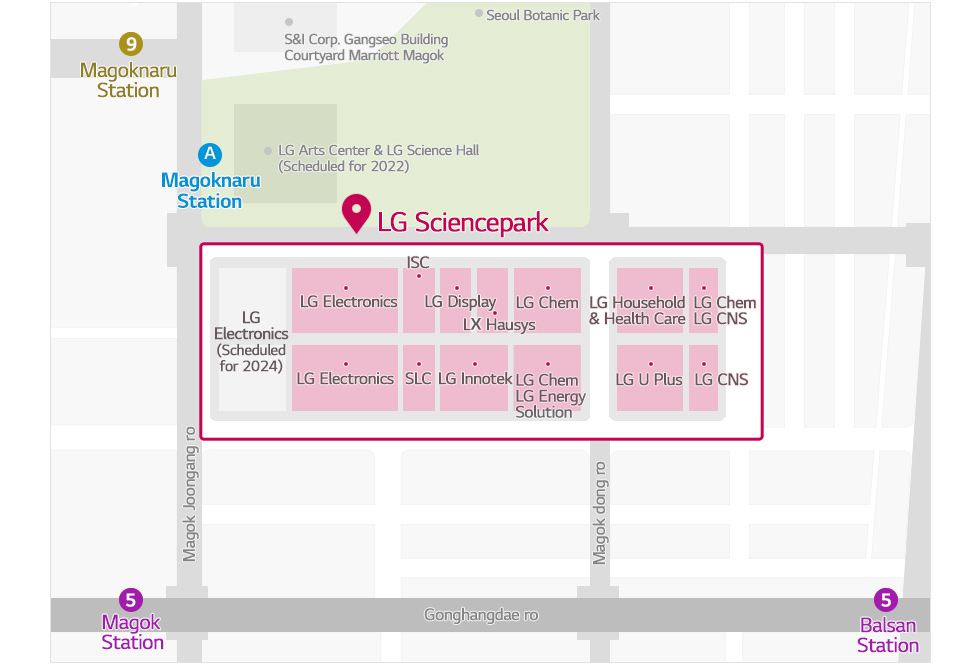 Seoul Botanic Park
S&I Corp. Gangseo Building
Courtyard Marriott Magok
9
Magoknaru
Station
A
Magoknaru
Station
LG Arts Center & LG Science Hall
(Scheduled for 2022)
LG Sciencepark
ISC
LG Electronics
LG Display
LX Hausys
LG Chem
LG Household
& Health Care
LG Chem
LG CNS
LG
Electronics
(Scheduled
for 2024)
LG Electronics
SLC
LG Innotek
LG Chem
LG Energy
Solution
LG U Plus
LG CNS
Magok Joongang ro
Magok dong ro
Gonghangdae ro
5
Magok
Station
5
Balsan
Station